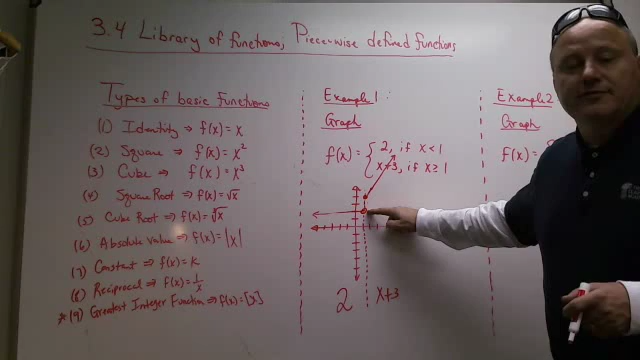 3.4 Library of functions; Piece-wise defined functions
Types of basic Functions
(1) Identity ⇒ f(x) = x
(2) Square ⇒ f(x) = x²
(3) Cube ⇒ f(x) = x³
(4) Square Root ⇒ f(x) = √x
(5) Cube Root ⇒ f(x) = ∛x
(6) Absolute Value ⇒ f(x) = |x|
(7) Constant ⇒ f(x) = k
(8) Reciprocal ⇒ f(x) = 1/x
*(9) Greatest Integer Function ⇒ f(x) = [x]
Example 1:
Graph
f(x) = { 2, if x < 1
x+3, if x ≥ 1
2 x+3
Example 2
Graph
f(x) =